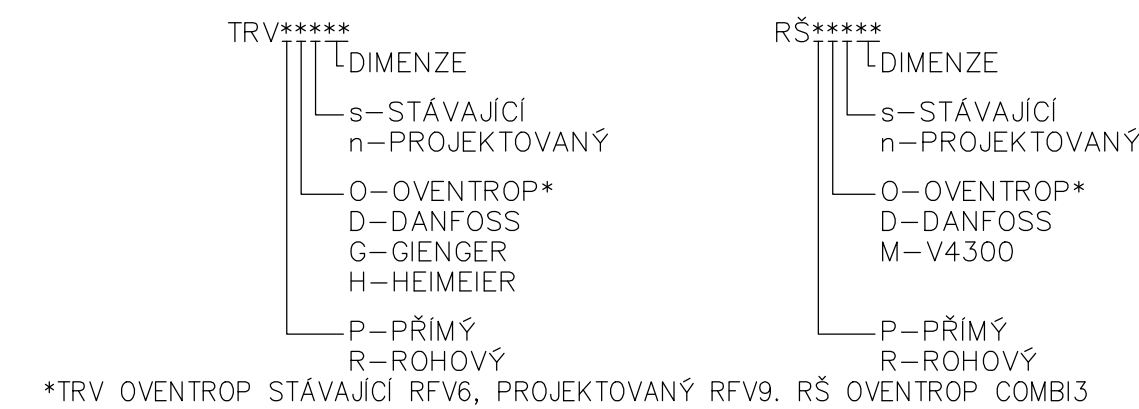 TRV*****
DIMENZE
s–STÁVAJÍCÍ
n–PROJEKTOVANÝ
O–OVENTROP*
D–DANFOSS
G–GIENGER
H–HEIMEIER
P–PŘÍMÝ
R–ROHOVÝ
RŠ*****
DIMENZE
s–STÁVAJÍCÍ
n–PROJEKTOVANÝ
O–OVENTROP*
D–DANFOSS
M–V4300
P–PŘÍMÝ
R–ROHOVÝ
*TRV OVENTROP STÁVAJÍCÍ RFV6, PROJEKTOVANÝ RFV9. RŠ OVENTROP COMBI3